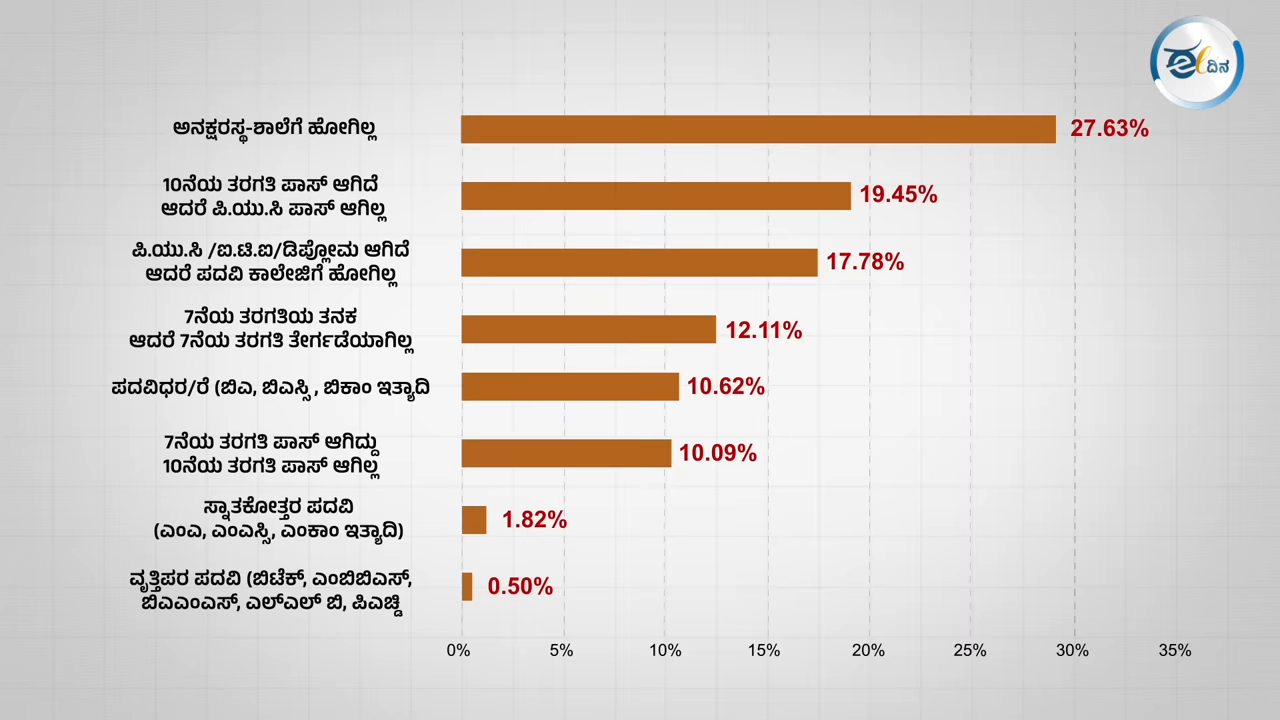 eದಿನ
ಅನಕ್ಷರಸ್ಥ-ಶಾಲೆಗೆ ಹೋಗಿಲ್ಲ
27.63%
10ನೆಯ ತರಗತಿ ಪಾಸ್ ಆಗಿದೆ
ಆದರೆ ಪಿ.ಯು.ಸಿ ಪಾಸ್ ಆಗಿಲ್ಲ
19.45%
ಪಿ.ಯು.ಸಿ /ಐ.ಟಿ.ಐ/ಡಿಪ್ಲೋಮ ಆಗಿದೆ
ಆದರೆ ಪದವಿ ಕಾಲೇಜಿಗೆ ಹೋಗಿಲ್ಲ
17.78%
7ನೆಯ ತರಗತಿಯ ತನಕ
ಆದರೆ 7ನೆಯ ತರಗತಿ ತೇರ್ಗಡೆಯಾಗಿಲ್ಲ
12.11%
ಪದವಿಧರ/ರೆ (ಬಿಎ, ಬಿಎಸ್ಸಿ, ಬಿಕಾಂ ಇತ್ಯಾದಿ
10.62%
7ನೆಯ ತರಗತಿ ಪಾಸ್ ಆಗಿದ್ದು
10ನೆಯ ತರಗತಿ ಪಾಸ್ ಆಗಿಲ್ಲ
10.09%
ಸ್ನಾತಕೋತ್ತರ ಪದವಿ
(ಎಂಎ, ಎಂಎಸ್ಸಿ, ಎಂಕಾಂ ಇತ್ಯಾದಿ)
1.82%
ವೃತ್ತಿಪರ ಪದವಿ (ಬಿಟೆಕ್, ಎಂಬಿಬಿಎಸ್,
ಬಿಎಎಂಎಸ್, ಎಲ್ಎಲ್ ಬಿ, ಪಿಎಚ್ಡಿ
0.50%
0% 5% 10% 15% 20% 25% 30% 35%